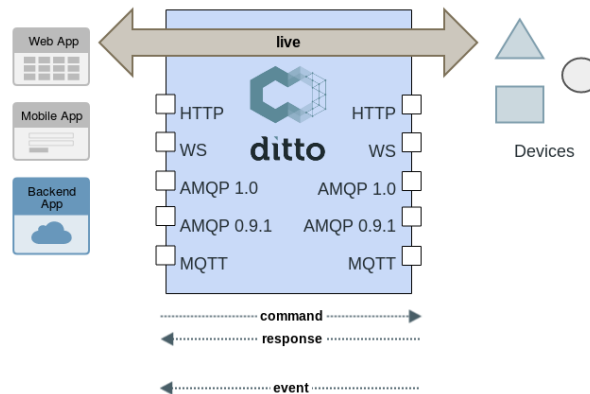 Web App
live
Mobile App
Backend
App
HTTP
WS
AMQP 1.0
AMQP 0.9.1
MQTT
ditto
HTTP
WS
AMQP 1.0
AMQP 0.9.1
MQTT
Devices
command
response
event